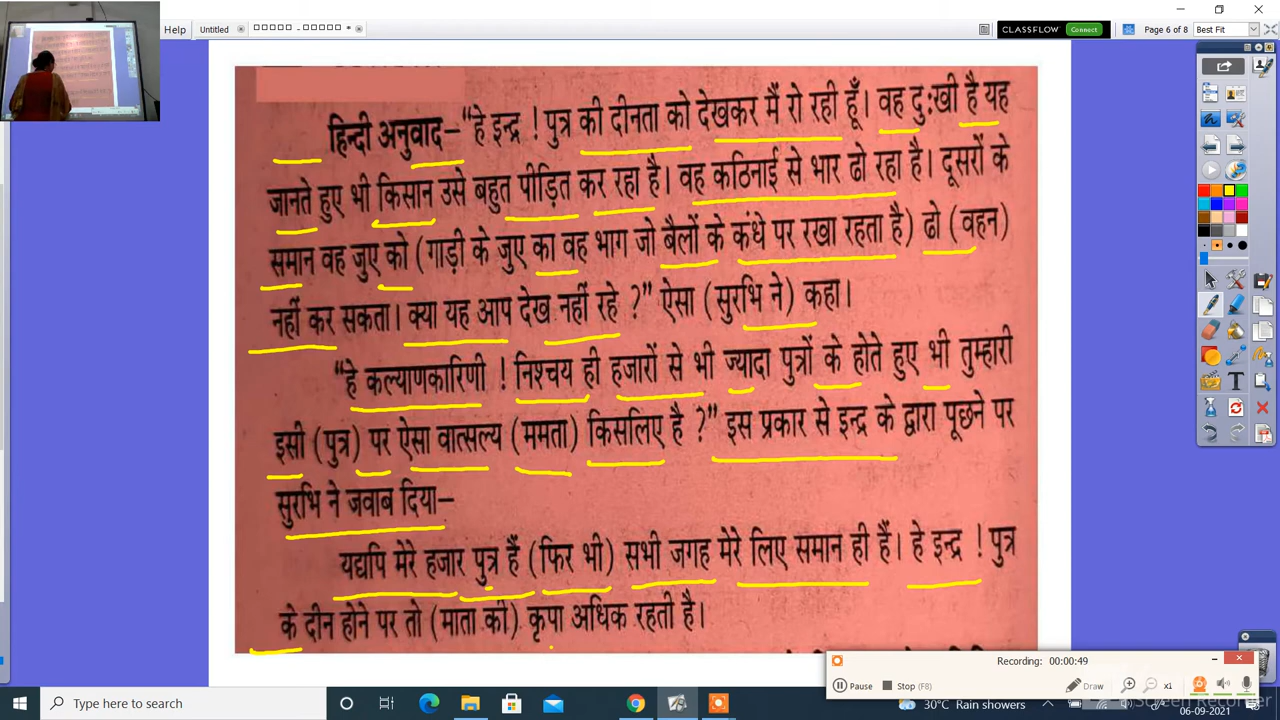 Help
Untitled
CLASSFLOW Connect
Page 6 of 8
Best Fit
हिन्दी अनुवाद–"हे इन्द्र ! पुत्र की दीनता को देखकर मैं रो रही हूँ। वह दु:खी है यह
जानते हुए भी किसान उसे बहुत पीड़ित कर रहा है। वह कठिनाई से भार ढो रहा है। दूसरों के
समान वह जुए को (गाड़ी के जुए का वह भाग जो बैलों के कंधे पर रखा रहता है) ढो (वहन)
नहीं कर सकता। क्या यह आप देख नहीं रहे ?" ऐसा (सुरभि ने) कहा।
"हे कल्याणकारिणी ! निश्चय ही हजारों से भी ज्यादा पुत्रों के होते हुए भी तुम्हारी
इसी (पुत्र) पर ऐसा वात्सल्य (ममता) किसलिए है ?" इस प्रकार से इन्द्र के द्वारा पूछने पर
सुरभि ने जवाब दिया–
यद्यपि मेरे हजार पुत्र हैं (फिर भी) सभी जगह मेरे लिए समान ही हैं। हे इन्द्र ! पुत्र
के दीन होने पर तो (माता की) कृपा अधिक रहती है।
Recording: 00:00:49
Pause
Stop (F8)
Draw
x1
Type here to search
30°C Rain showers
06-09-2021